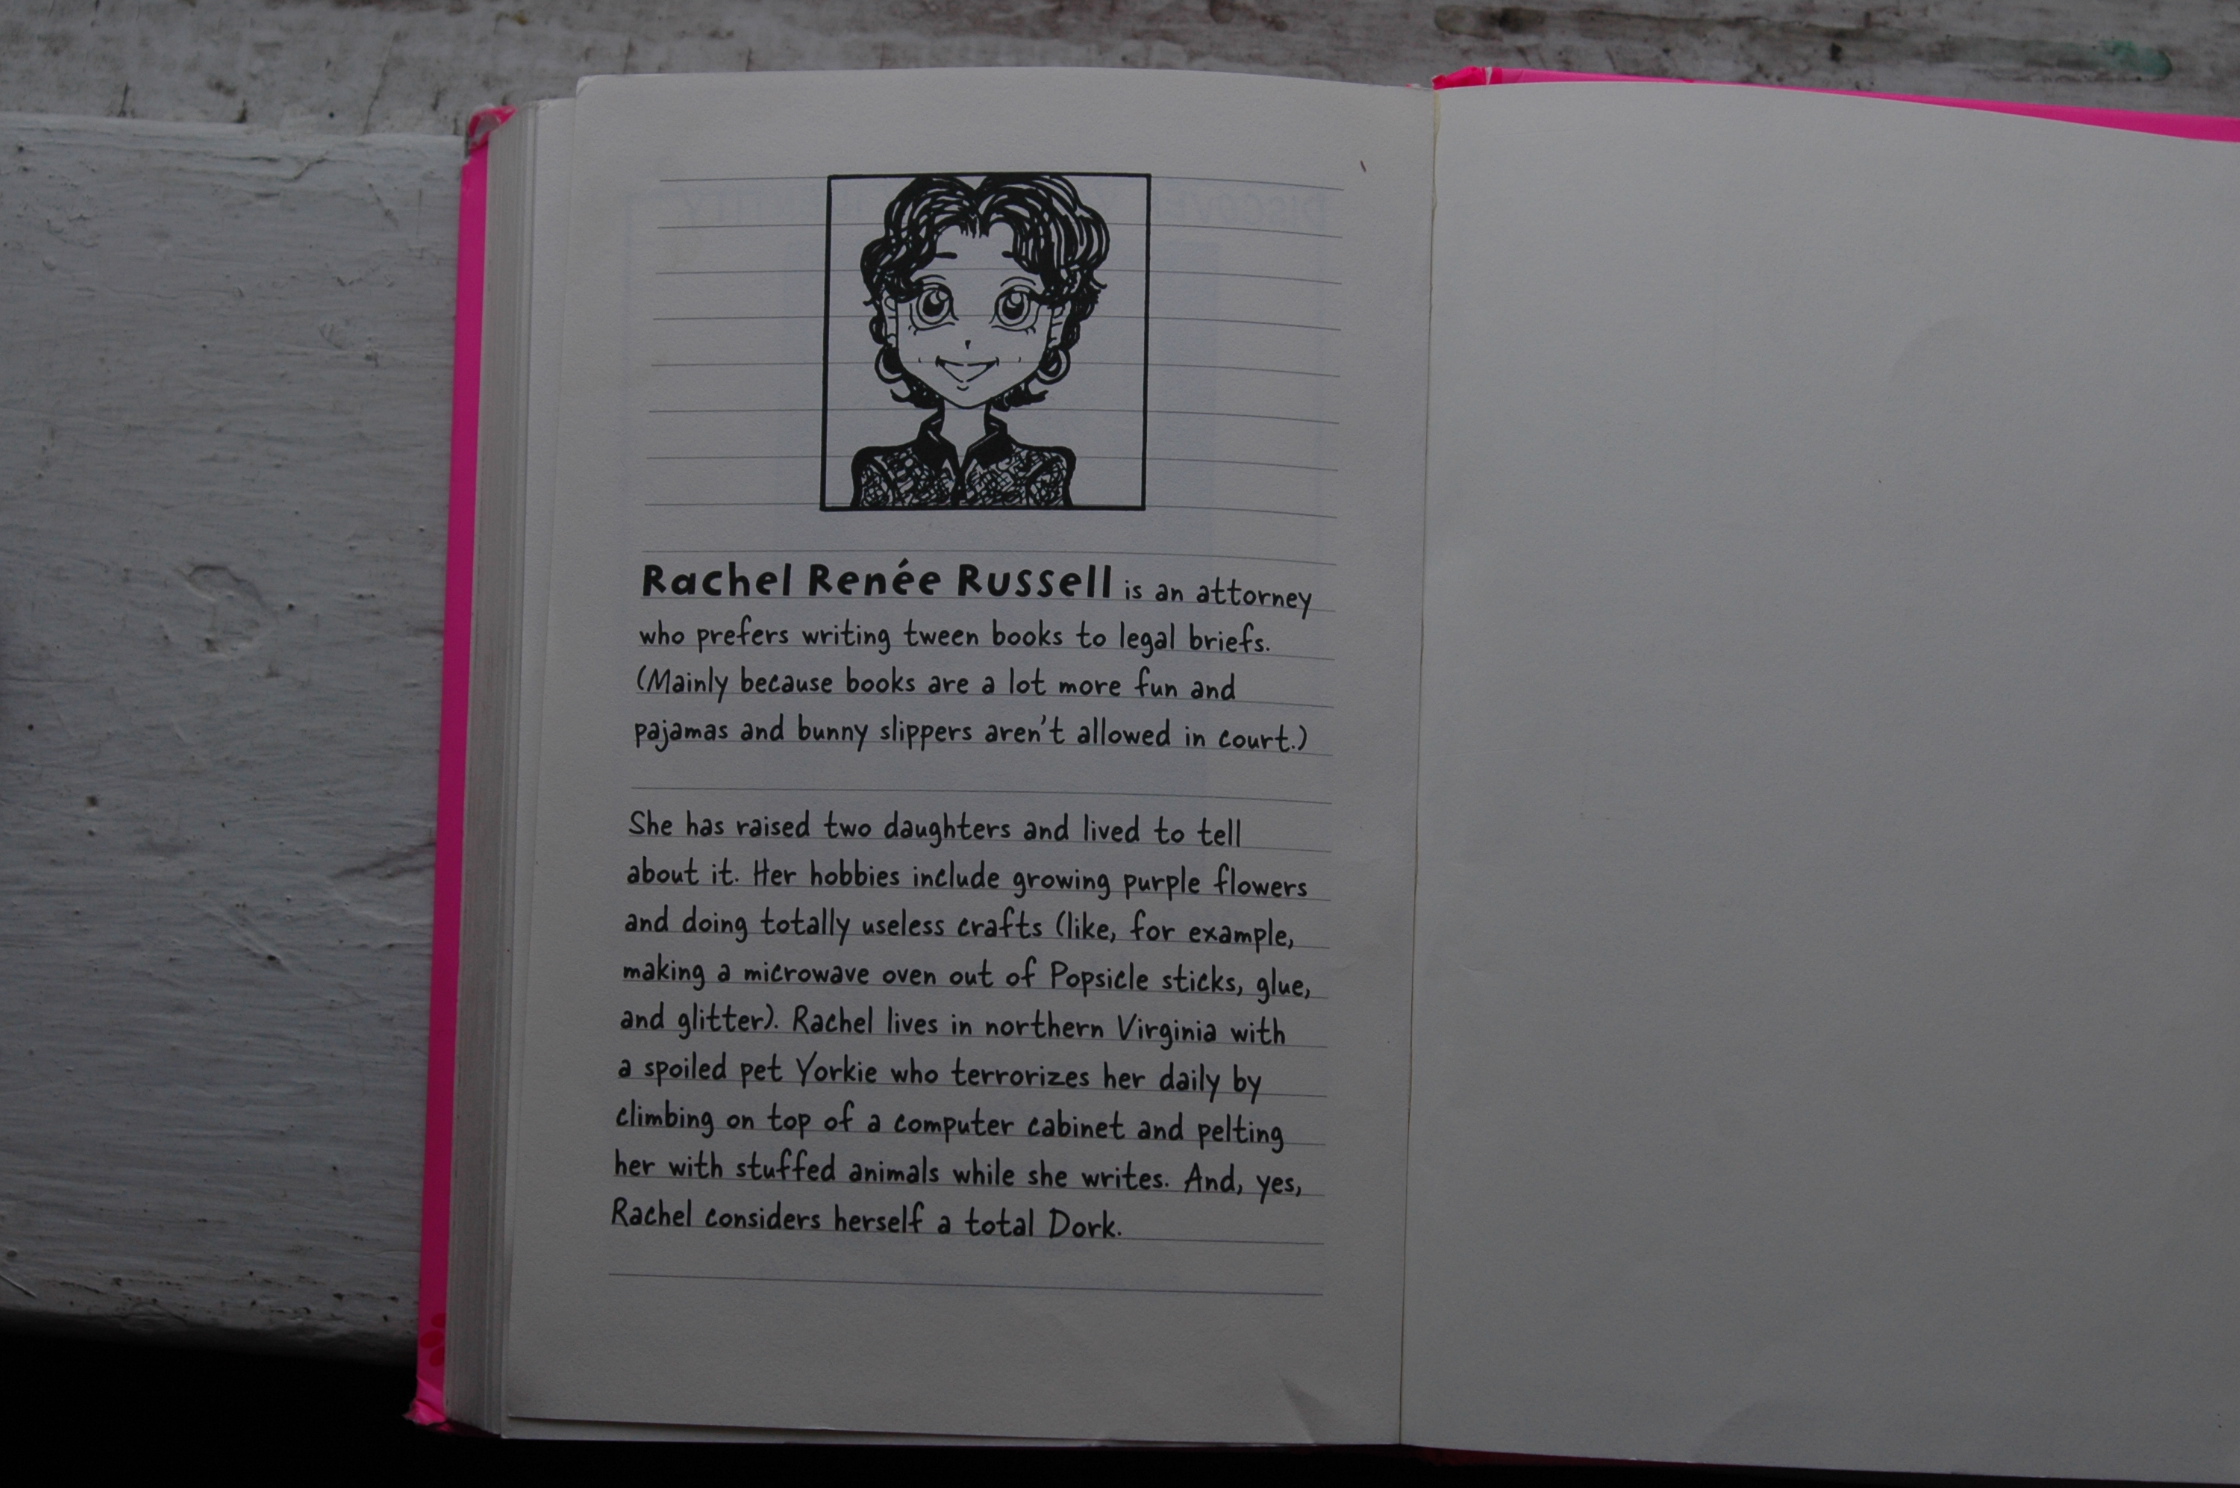 Rachel Renée Russell is an attorney
who prefers writing tween books to legal briefs.
(Mainly because books are a lot more fun and
pajamas and bunny slippers aren't allowed in court.)
She has raised two daughters and lived to tell
about it. Her hobbies include growing purple flowers
and doing totally useless crafts (like, for example,
making a microwave oven out of Popsicle sticks, glue,
and glitter). Rachel lives in northern Virginia with
a spoiled pet Yorkie who terrorizes her daily by
climbing on top of a computer cabinet and pelting
her with stuffed animals while she writes. And, yes,
Rachel considers herself a total Dork.